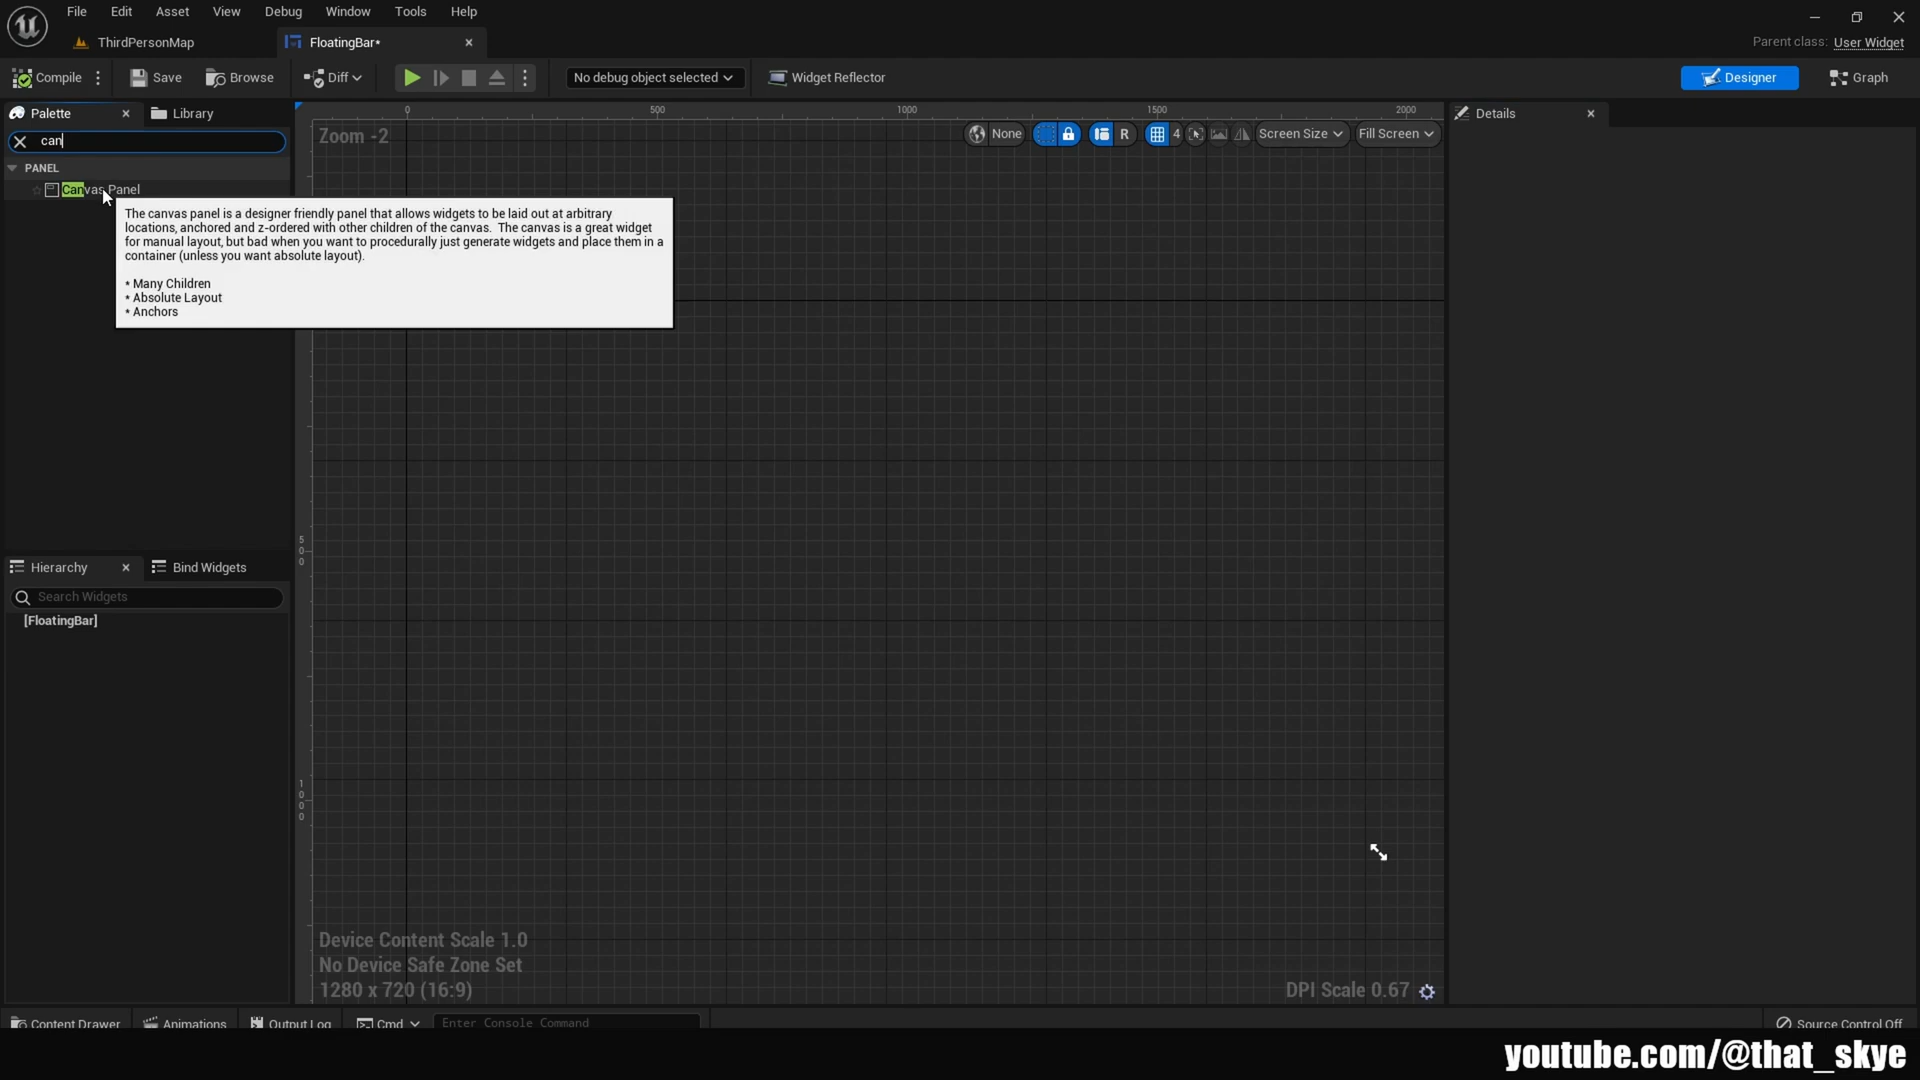 File Edit Asset View Debug Window Tools Help
ThirdPersonMap
FloatingBar*
Parent class: User Widget
Compile
Save
Browse
Diff
No debug object selected
Widget Reflector
Designer
Graph
Palette
Library
can
PANEL
Canvas Panel
The canvas panel is a designer friendly panel that allows widgets to be laid out at arbitrary
locations, anchored and z-ordered with other children of the canvas. The canvas is a great widget
for manual layout, but bad when you want to procedurally just generate widgets and place them in a
container (unless you want absolute layout).
* Many Children
* Absolute Layout
* Anchors
0 500 1000 1500 2000
Zoom -2
None
R
4
Screen Size
Fill Screen
Details
500
1000
Hierarchy
Bind Widgets
Search Widgets
[FloatingBar]
Device Content Scale 1.0
No Device Safe Zone Set
1280 x 720 (16:9)
DPI Scale 0.67
Content Drawer
Animations
Output Log
Cmd
Enter Console Command
Source Control Off
youtube.com/@that_skye